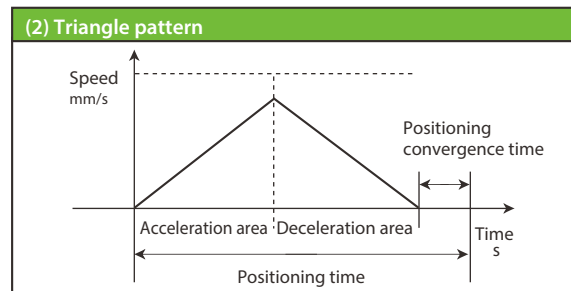 (2) Triangle pattern
Speed
mm/s
Positioning
convergence time
Acceleration area
Deceleration area
Time
s
Positioning time